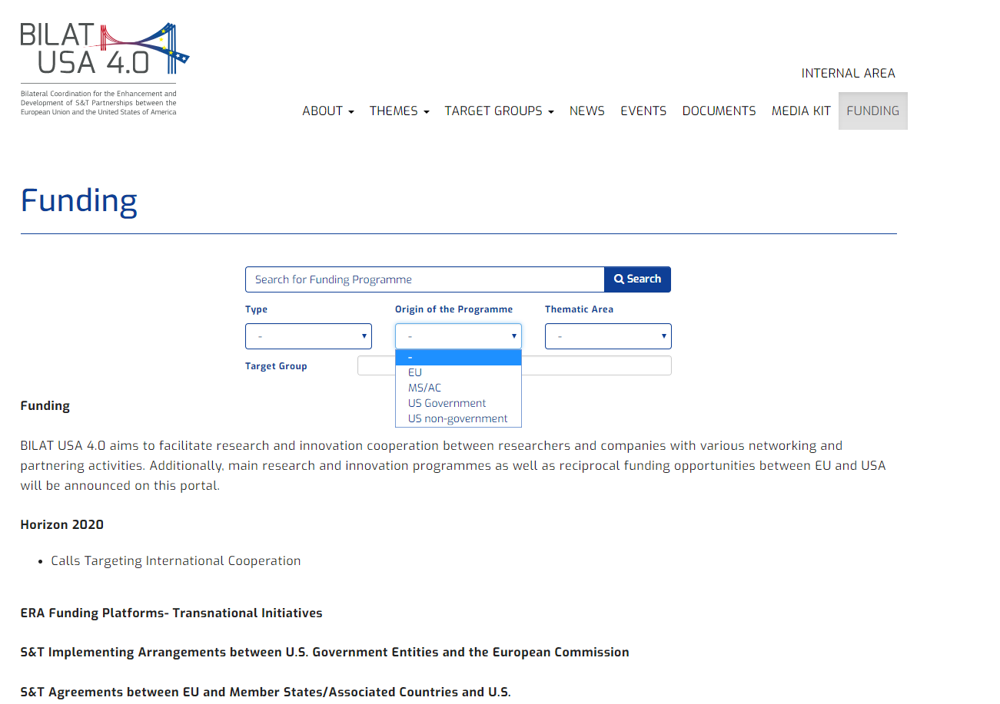 BILAT
USA 4.0
Bilateral Coordination for the Enhancement and
Development of S&T Partnerships between the
European Union and the United States of America
INTERNAL AREA
ABOUT THEMES TARGET GROUPS NEWS EVENTS DOCUMENTS MEDIA KIT FUNDING
Funding
Search for Funding Programme Search
Type Origin of the Programme Thematic Area
- - -
Target Group
-
EU
MS/AC
US Government
US non-government
Funding
BILAT USA 4.0 aims to facilitate research and innovation cooperation between researchers and companies with various networking and
partnering activities. Additionally, main research and innovation programmes as well as reciprocal funding opportunities between EU and USA
will be announced on this portal.
Horizon 2020
• Calls Targeting International Cooperation
ERA Funding Platforms- Transnational Initiatives
S&T Implementing Arrangements between U.S. Government Entities and the European Commission
S&T Agreements between EU and Member States/Associated Countries and U.S.